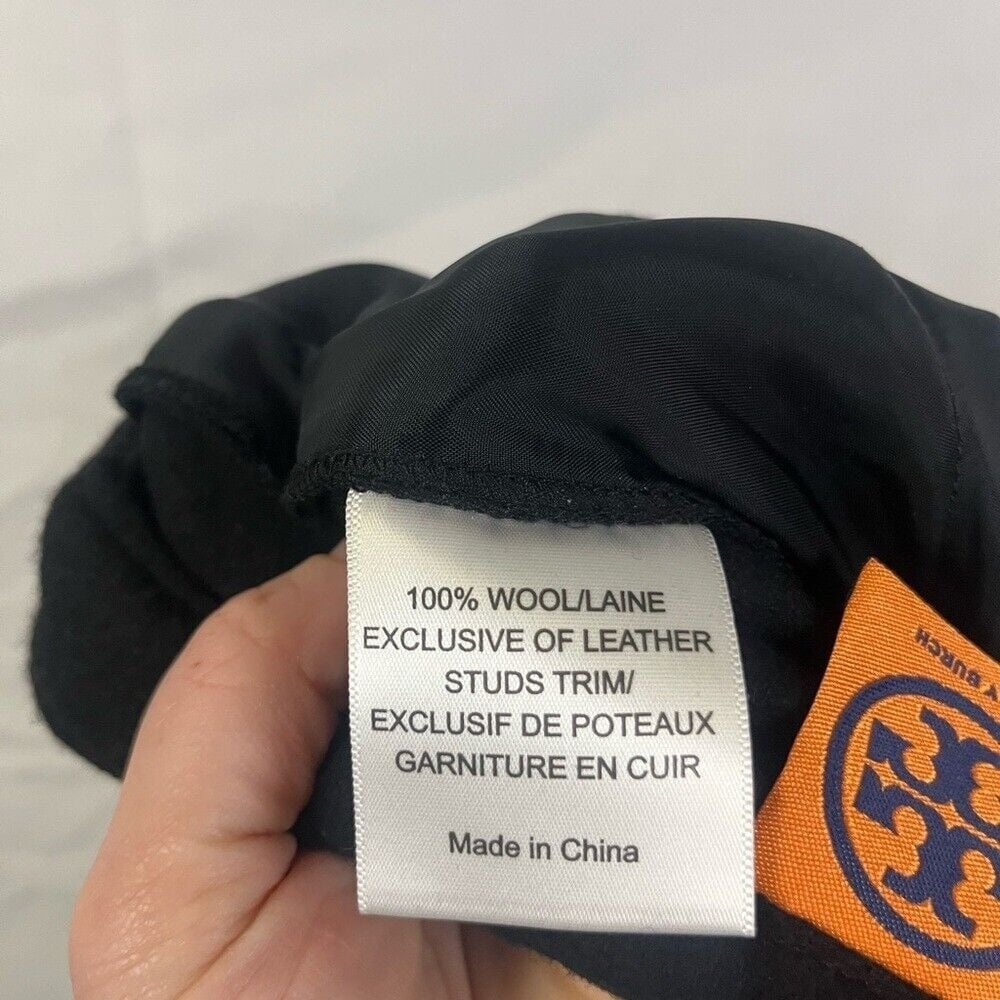 100% WOOL/LAINE
EXCLUSIVE OF LEATHER
STUDS TRIM/
EXCLUSIF DE POTEAUX
GARNITURE EN CUIR
Made in China
Y BURCH